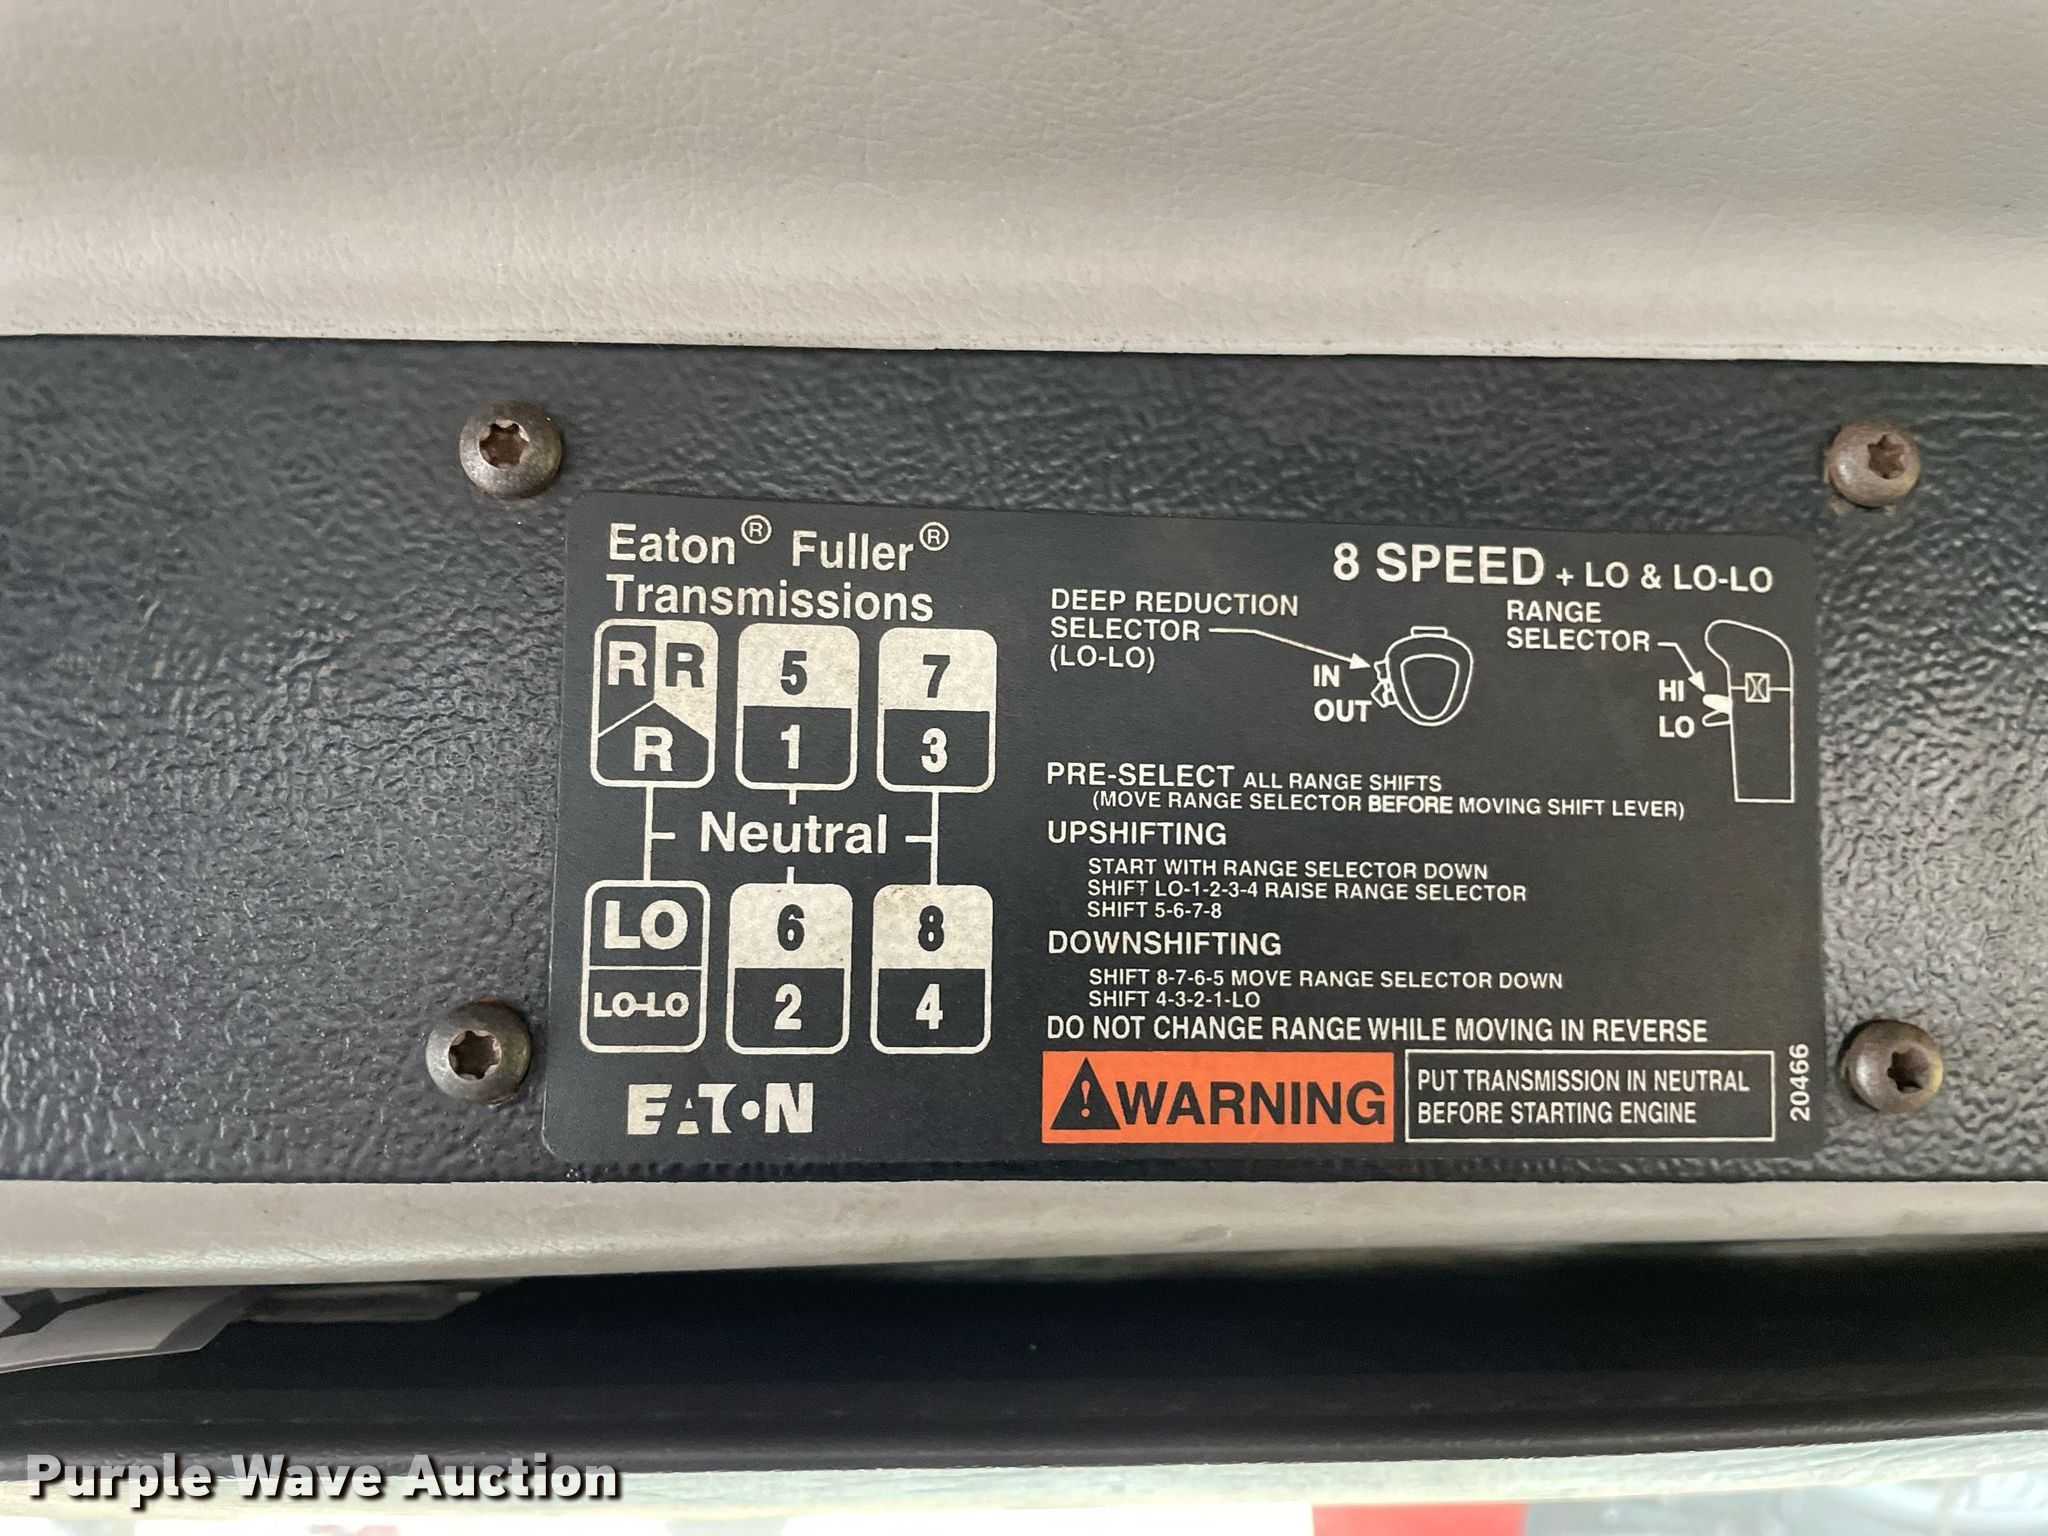 Eaton® Fuller®
Transmissions
R R 5 7
R 1 3
Neutral
LO 6 8
LO-LO 2 4
EATON
8 SPEED + LO & LO-LO
DEEP REDUCTION
SELECTOR
(LO-LO)
IN
OUT
RANGE
SELECTOR
HI
LO
PRE-SELECT ALL RANGE SHIFTS
(MOVE RANGE SELECTOR BEFORE MOVING SHIFT LEVER)
UPSHIFTING
START WITH RANGE SELECTOR DOWN
SHIFT LO-1-2-3-4 RAISE RANGE SELECTOR
SHIFT 5-6-7-8
DOWNSHIFTING
SHIFT 8-7-6-5 MOVE RANGE SELECTOR DOWN
SHIFT 4-3-2-1-LO
DO NOT CHANGE RANGE WHILE MOVING IN REVERSE
WARNING
PUT TRANSMISSION IN NEUTRAL
BEFORE STARTING ENGINE
20466
Purple Wave Auction